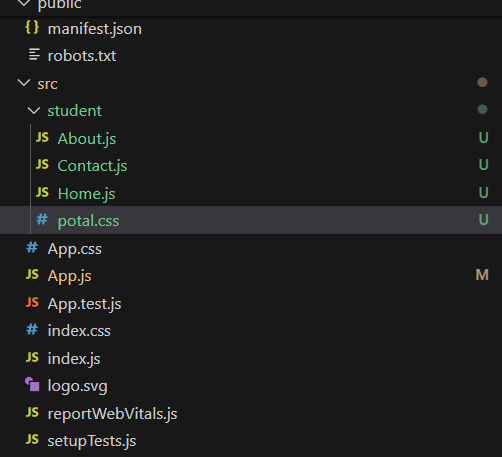 public
{} manifest.json
robots.txt
src
student
JS About.js U
JS Contact.js U
JS Home.js U
# potal.css U
# App.css
JS App.js M
JS App.test.js
# index.css
JS index.js
logo.svg
JS reportWebVitals.js
JS setupTests.js